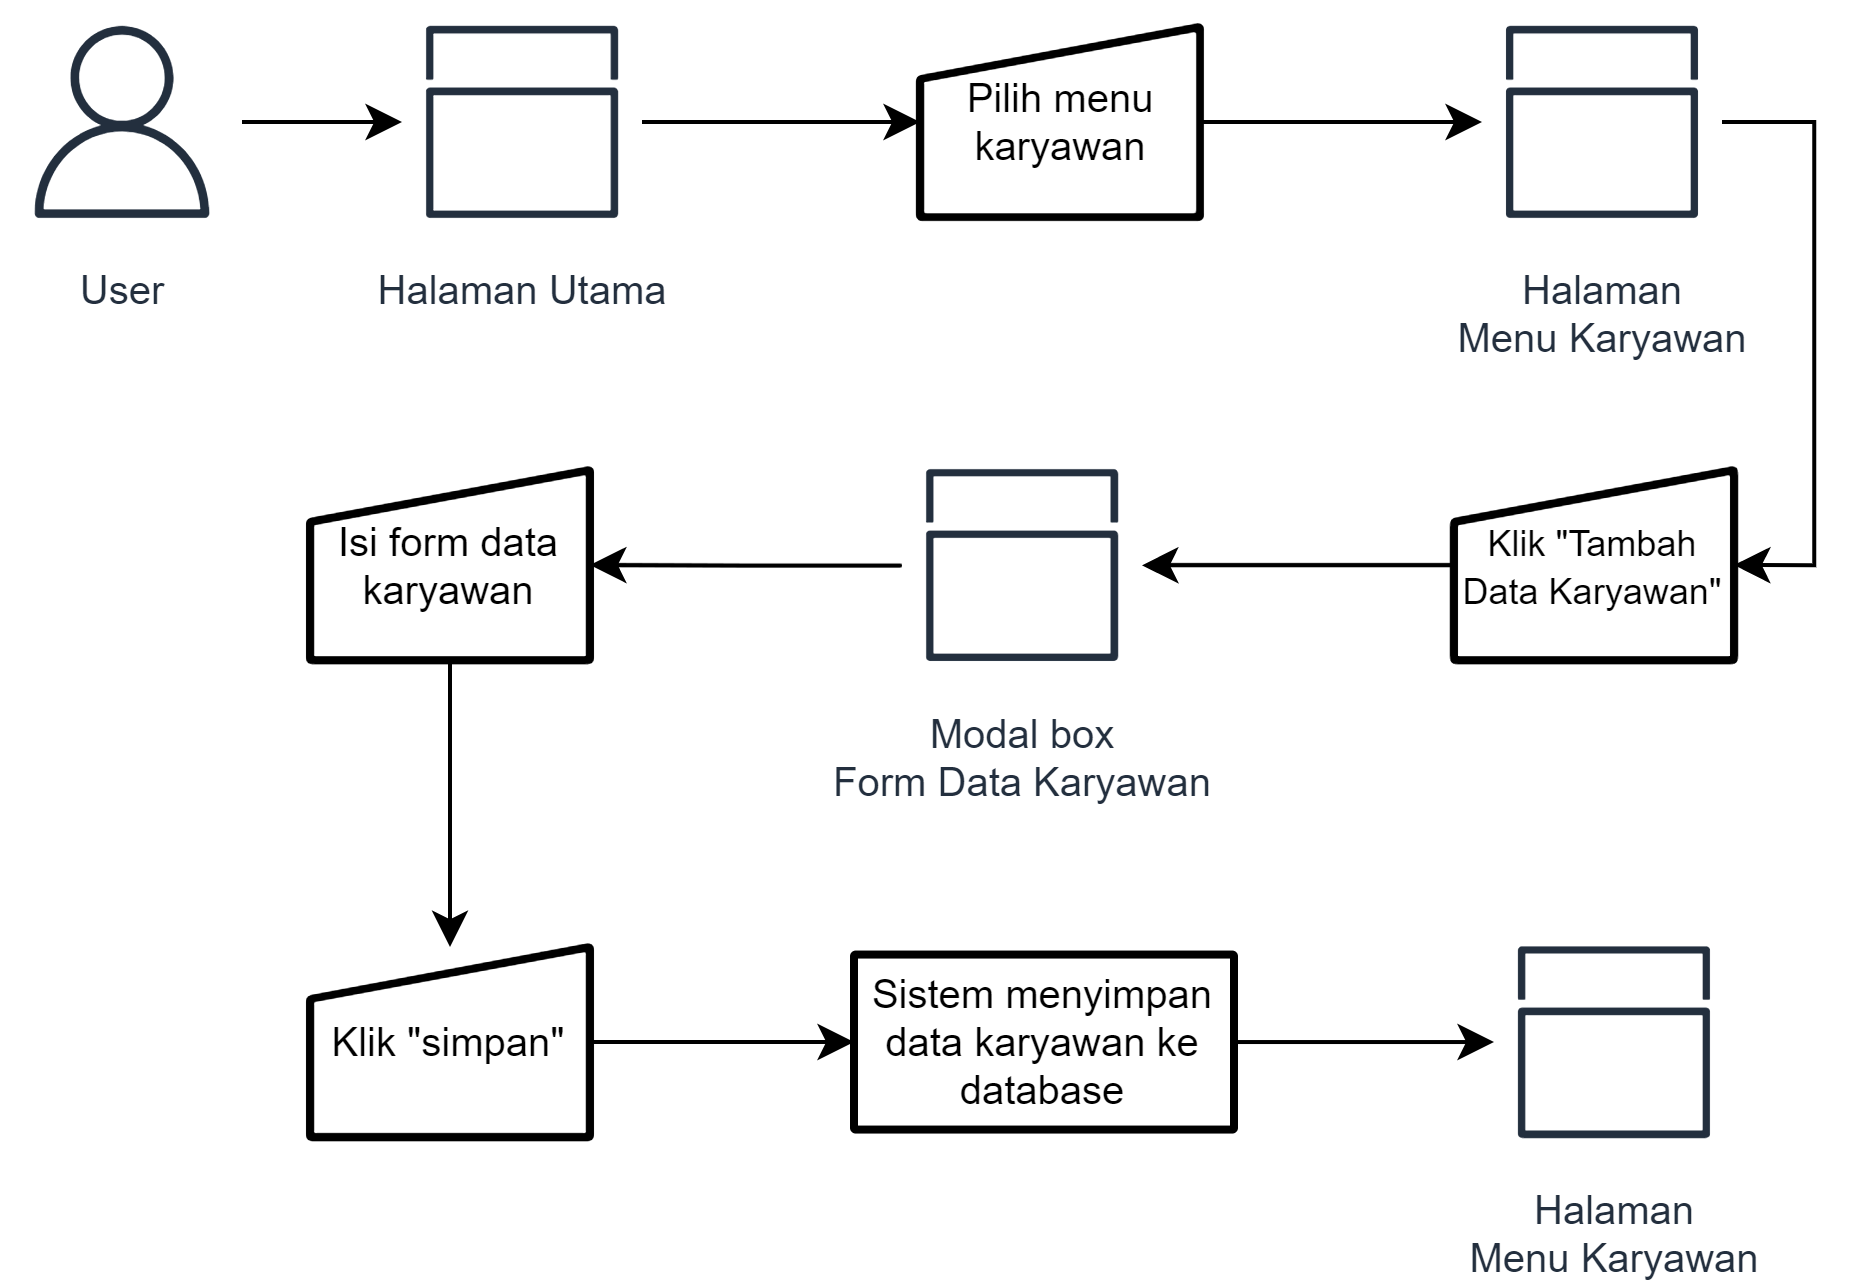 User
Halaman Utama
Pilih menu
karyawan
Halaman
Menu Karyawan
Klik "Tambah
Data Karyawan"
Modal box
Form Data Karyawan
Isi form data
karyawan
Klik "simpan"
Sistem menyimpan
data karyawan ke
database
Halaman
Menu Karyawan